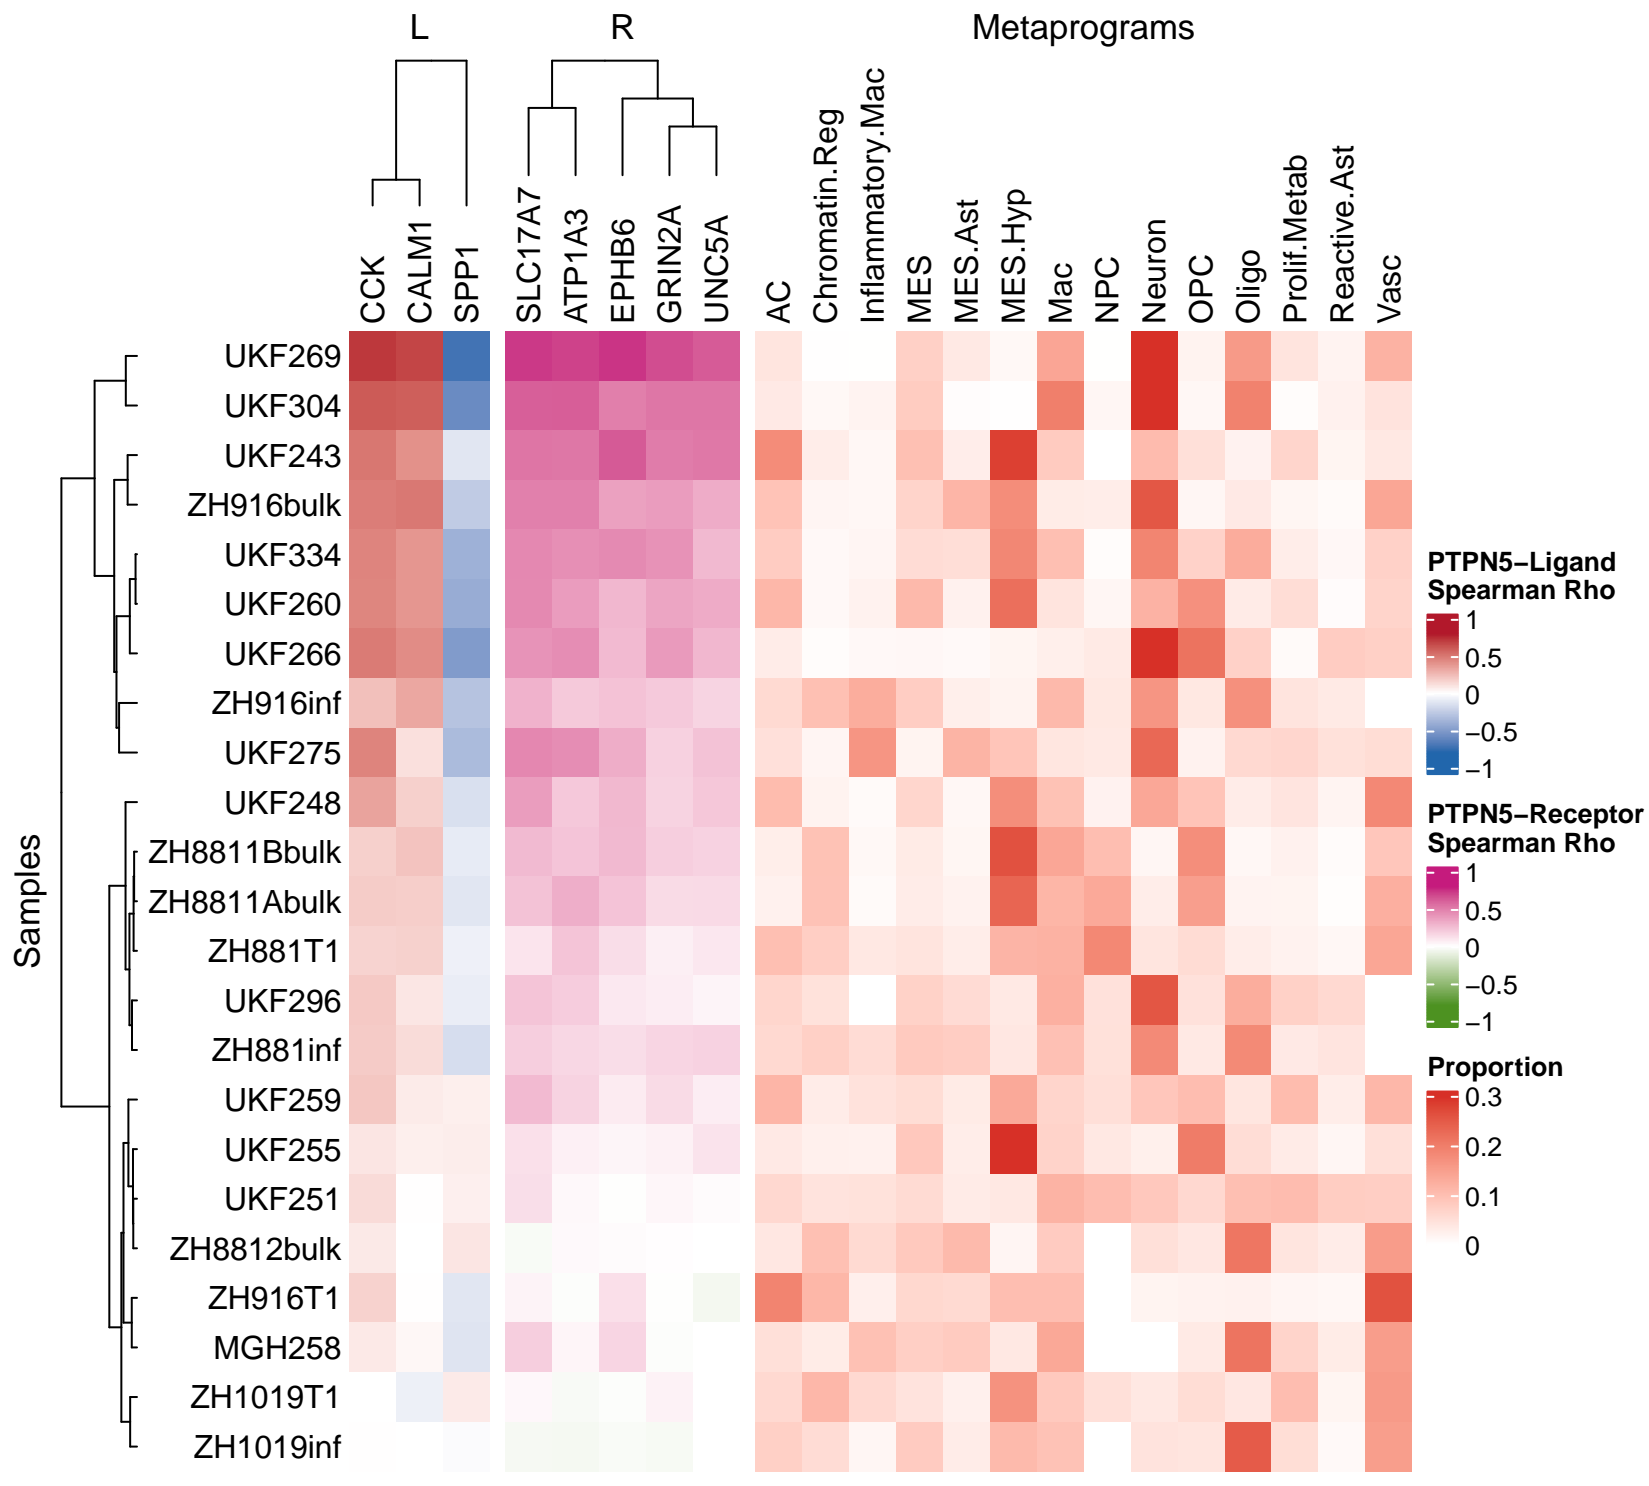 L
R
Metaprograms
CCK
CALM1
SPP1
SLC17A7
ATP1A3
EPHB6
GRIN2A
UNC5A
AC
Chromatin.Reg
Inflammatory.Mac
MES
MES.Ast
MES.Hyp
Mac
NPC
Neuron
OPC
Oligo
Prolif.Metab
Reactive.Ast
Vasc
Samples
UKF269
UKF304
UKF243
ZH916bulk
UKF334
UKF260
UKF266
ZH916inf
UKF275
UKF248
ZH8811Bbulk
ZH8811Abulk
ZH881T1
UKF296
ZH881inf
UKF259
UKF255
UKF251
ZH8812bulk
ZH916T1
MGH258
ZH1019T1
ZH1019inf
PTPN5−Ligand
Spearman Rho
1
0.5
0
−0.5
−1
PTPN5−Receptor
Spearman Rho
1
0.5
0
−0.5
−1
Proportion
0.3
0.2
0.1
0